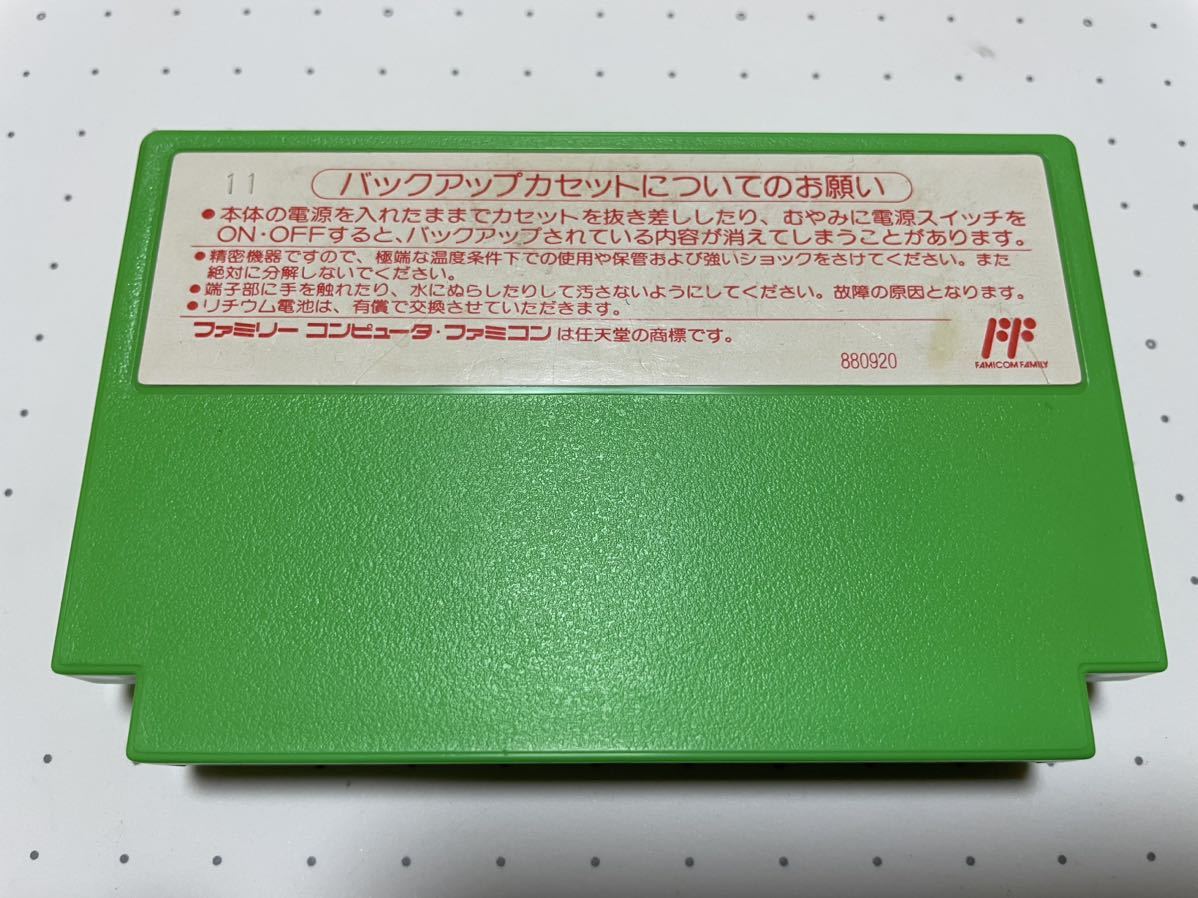 11
バックアップカセットについてのお願い
●本体の電源を入れたままでカセットを抜き差ししたり、むやみに電源スイッチを
ON・OFFすると、バックアップされている内容が消えてしまうことがあります。
●精密機器ですので、極端な温度条件下での使用や保管および強いショックをさけてください。また
絶対に分解しないでください。
●端子部に手を触れたり、水にぬらしたりして汚さないようにしてください。故障の原因となります。
●リチウム電池は、有償で交換させていただきます。
ファミリーコンピュータ・ファミコンは任天堂の商標です。
880920
FAMICOM FAMILY